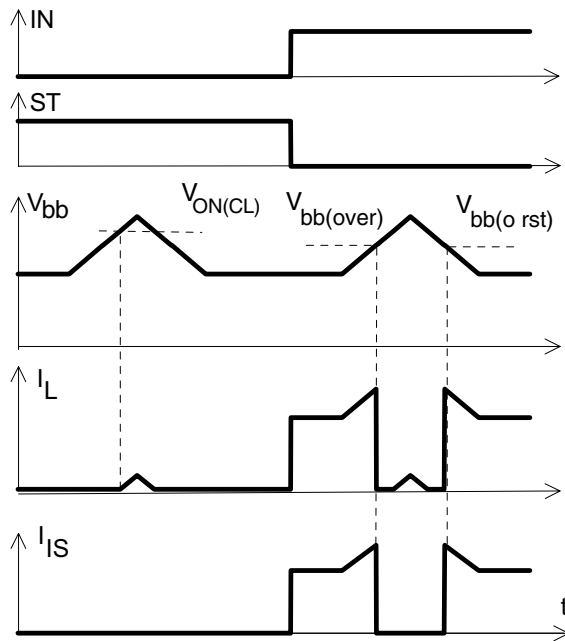 IN
ST
Vbb
VON(CL)
Vbb(over)
Vbb(o rst)
IL
IIS
t